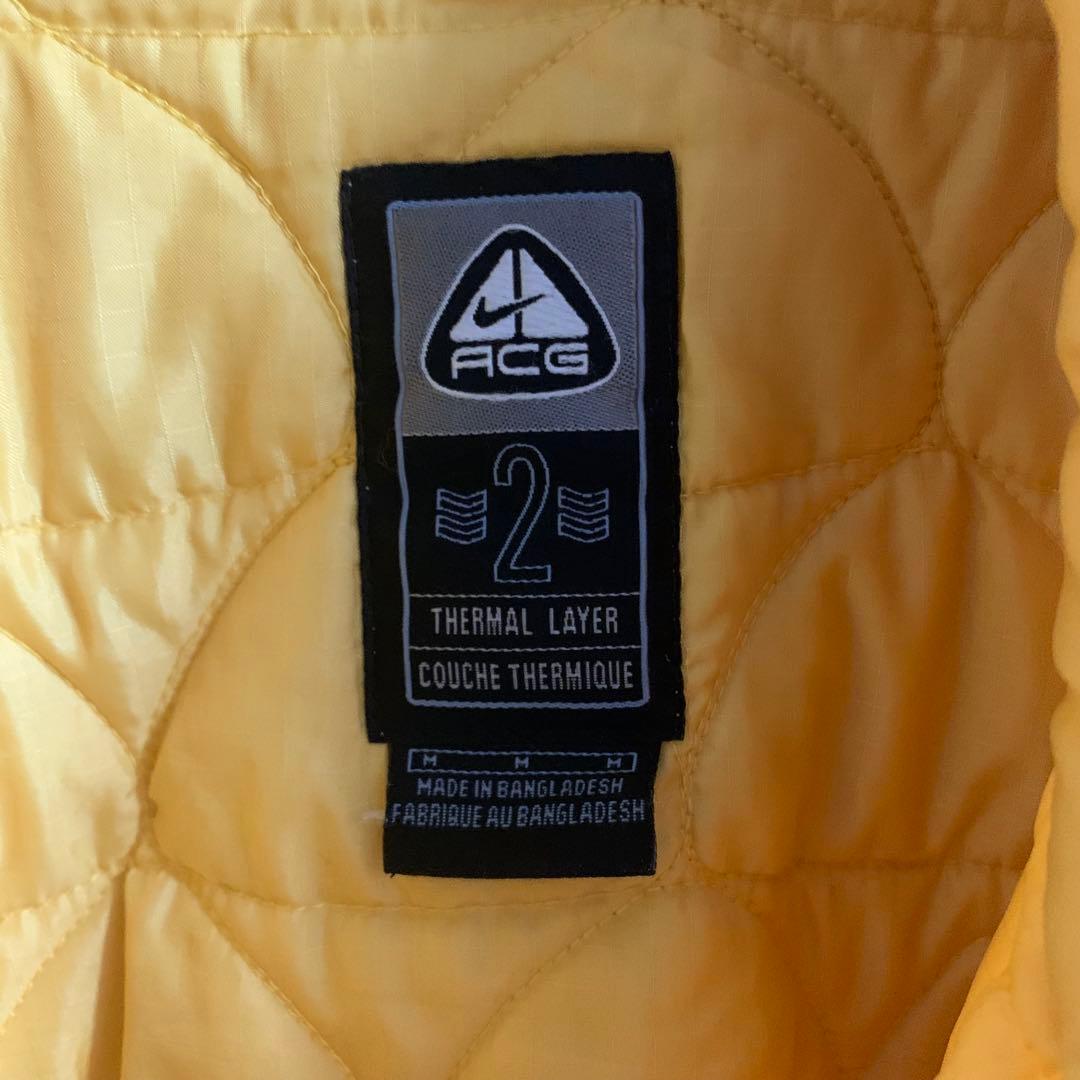 ACG
2
THERMAL LAYER
COUCHE THERMIQUE
M M M
MADE IN BANGLADESH
FABRIQUE AU BANGLADESH